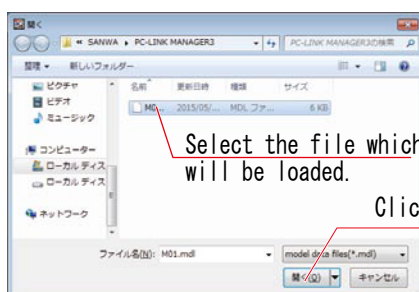 開く
« SANWA ▸ PC-LINK MANAGER3
PC-LINK MANAGER3の検索
整理 ▾ 新しいフォルダー
ピクチャ
ビデオ
ミュージック
コンピューター
ローカル ディス
ローカル ディス
ネットワーク
名前 更新日時 種類 サイズ
M0... 2015/05/... MDL ファ... 6 KB
Select the file which
will be loaded.
Clic
ファイル名(N): M01.mdl
model data files(*.mdl)
開く(O) キャンセル